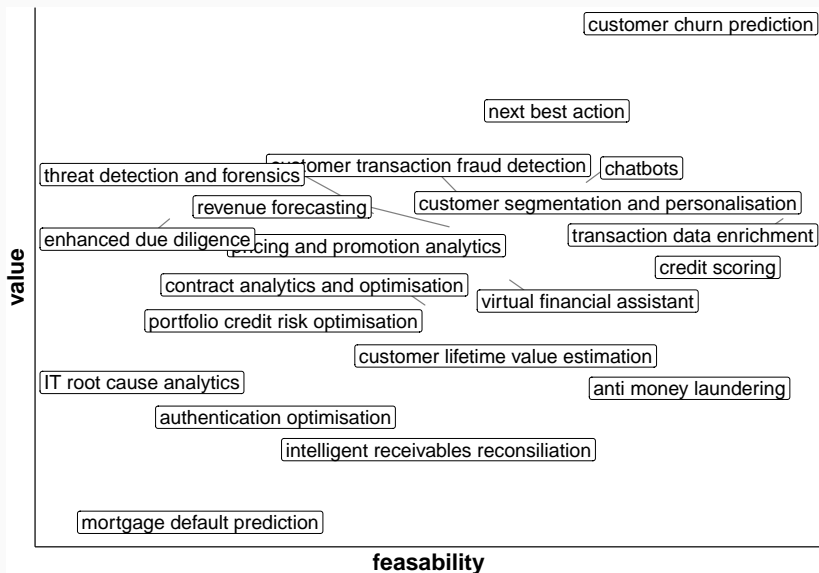 customer churn prediction
next best action
customer transaction fraud detection
chatbots
threat detection and forensics
customer segmentation and personalisation
revenue forecasting
transaction data enrichment
enhanced due diligence
pricing and promotion analytics
credit scoring
contract analytics and optimisation
virtual financial assistant
portfolio credit risk optimisation
customer lifetime value estimation
IT root cause analytics
anti money laundering
authentication optimisation
intelligent receivables reconsiliation
mortgage default prediction
value
feasability